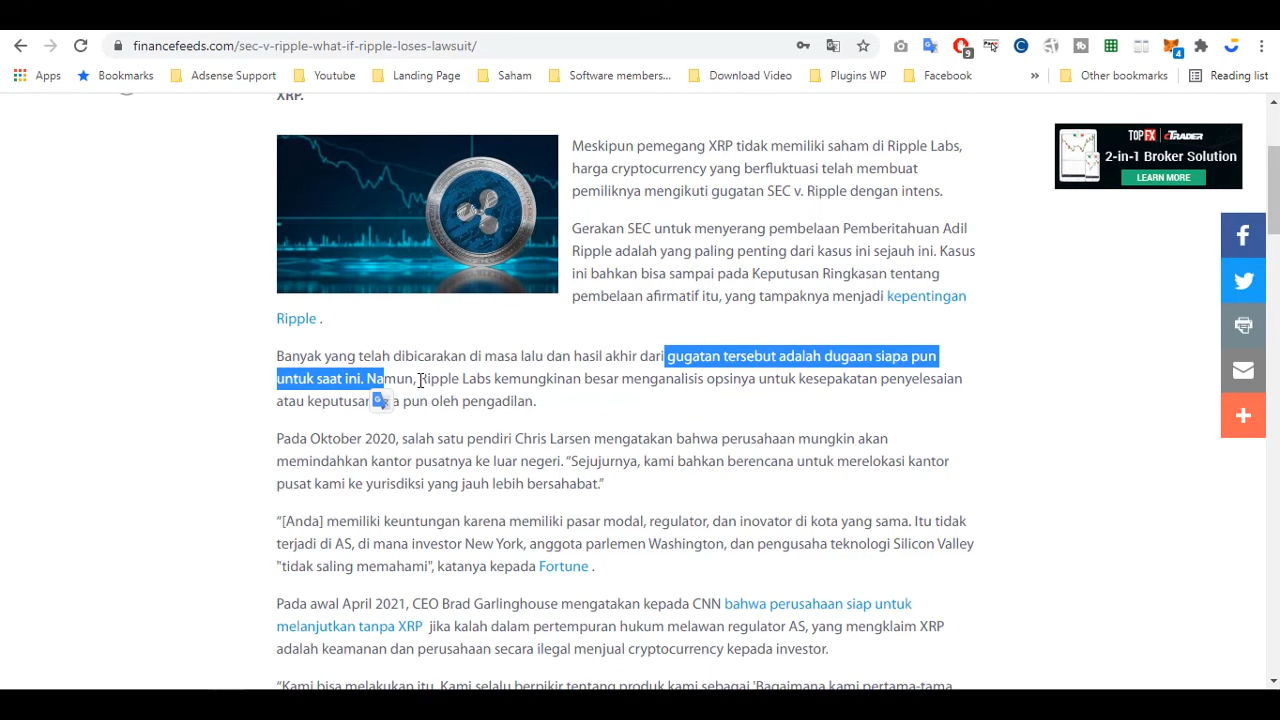 financefeeds.com/sec-v-ripple-what-if-ripple-loses-lawsuit/
9
4
Apps
Bookmarks
Adsense Support
Youtube
Landing Page
Saham
Software members...
Download Video
Plugins WP
Facebook
»
Other bookmarks
Reading list
XRP.
Meskipun pemegang XRP tidak memiliki saham di Ripple Labs,
harga cryptocurrency yang berfluktuasi telah membuat
pemiliknya mengikuti gugatan SEC v. Ripple dengan intens.
Gerakan SEC untuk menyerang pembelaan Pemberitahuan Adil
Ripple adalah yang paling penting dari kasus ini sejauh ini. Kasus
ini bahkan bisa sampai pada Keputusan Ringkasan tentang
pembelaan afirmatif itu, yang tampaknya menjadi kepentingan
Ripple .
Banyak yang telah dibicarakan di masa lalu dan hasil akhir dari gugatan tersebut adalah dugaan siapa pun
untuk saat ini. Namun, Ripple Labs kemungkinan besar menganalisis opsinya untuk kesepakatan penyelesaian
atau keputusan a pun oleh pengadilan.
Pada Oktober 2020, salah satu pendiri Chris Larsen mengatakan bahwa perusahaan mungkin akan
memindahkan kantor pusatnya ke luar negeri. “Sejujurnya, kami bahkan berencana untuk merelokasi kantor
pusat kami ke yurisdiksi yang jauh lebih bersahabat.”
“[Anda] memiliki keuntungan karena memiliki pasar modal, regulator, dan inovator di kota yang sama. Itu tidak
terjadi di AS, di mana investor New York, anggota parlemen Washington, dan pengusaha teknologi Silicon Valley
"tidak saling memahami”, katanya kepada Fortune .
Pada awal April 2021, CEO Brad Garlinghouse mengatakan kepada CNN bahwa perusahaan siap untuk
melanjutkan tanpa XRP jika kalah dalam pertempuran hukum melawan regulator AS, yang mengklaim XRP
adalah keamanan dan perusahaan secara ilegal menjual cryptocurrency kepada investor.
“Kami bisa melakukan itu. Kami selalu berpikir tentang produk kami sebagai 'Bagaimana kami pertama-tama
TOPFX cTRADER
2-in-1 Broker Solution
LEARN MORE